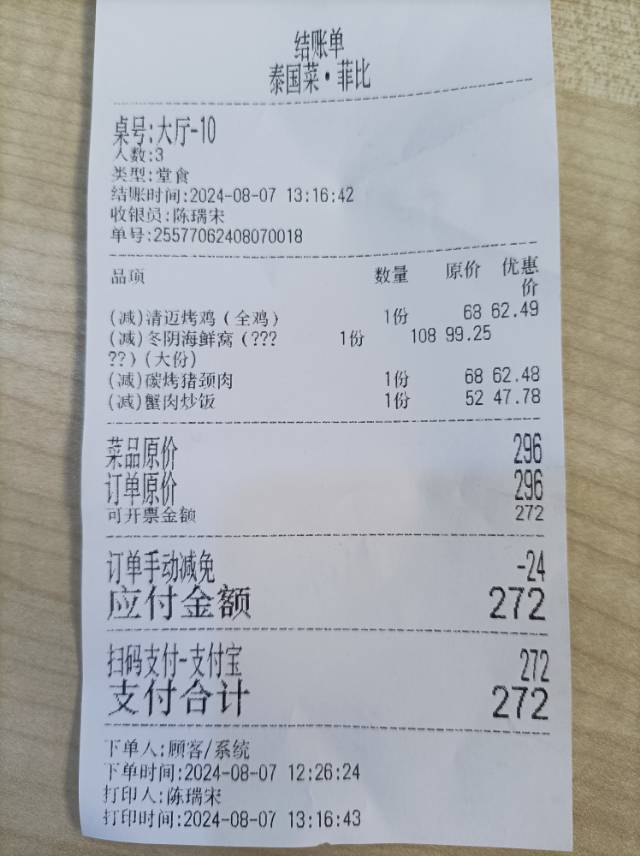 结账单
泰国菜•菲比
桌号:大厅-10
人数:3
类型:堂食
结账时间:2024-08-07 13:16:42
收银员:陈瑞宋
单号:25577062408070018
品项 数量 原价 优惠
价
(减)清迈烤鸡(全鸡) 1份 68 62.49
(减)冬阴海鲜窝(??? 1份 108 99.25
??)(大份)
(减)碳烤猪颈肉 1份 68 62.48
(减)蟹肉炒饭 1份 52 47.78
菜品原价 296
订单原价 296
可开票金额 272
订单手动减免 -24
应付金额 272
扫码支付-支付宝 272
支付合计 272
下单人:顾客/系统
下单时间:2024-08-07 12:26:24
打印人:陈瑞宋
打印时间:2024-08-07 13:16:43